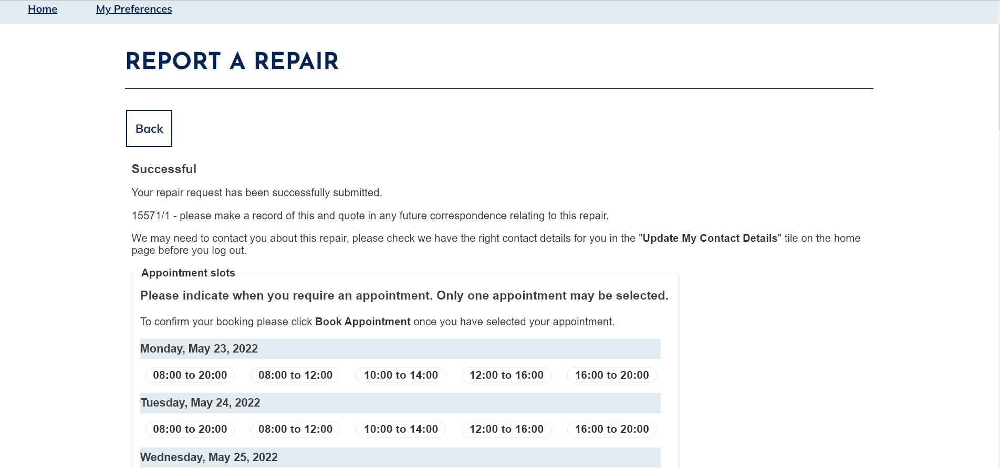 Home My Preferences
REPORT A REPAIR
Back
Successful
Your repair request has been successfully submitted.
15571/1 - please make a record of this and quote in any future correspondence relating to this repair.
We may need to contact you about this repair, please check we have the right contact details for you in the "Update My Contact Details" tile on the home
page before you log out.
Appointment slots
Please indicate when you require an appointment. Only one appointment may be selected.
To confirm your booking please click Book Appointment once you have selected your appointment.
Monday, May 23, 2022
08:00 to 20:00 08:00 to 12:00 10:00 to 14:00 12:00 to 16:00 16:00 to 20:00
Tuesday, May 24, 2022
08:00 to 20:00 08:00 to 12:00 10:00 to 14:00 12:00 to 16:00 16:00 to 20:00
Wednesday, May 25, 2022